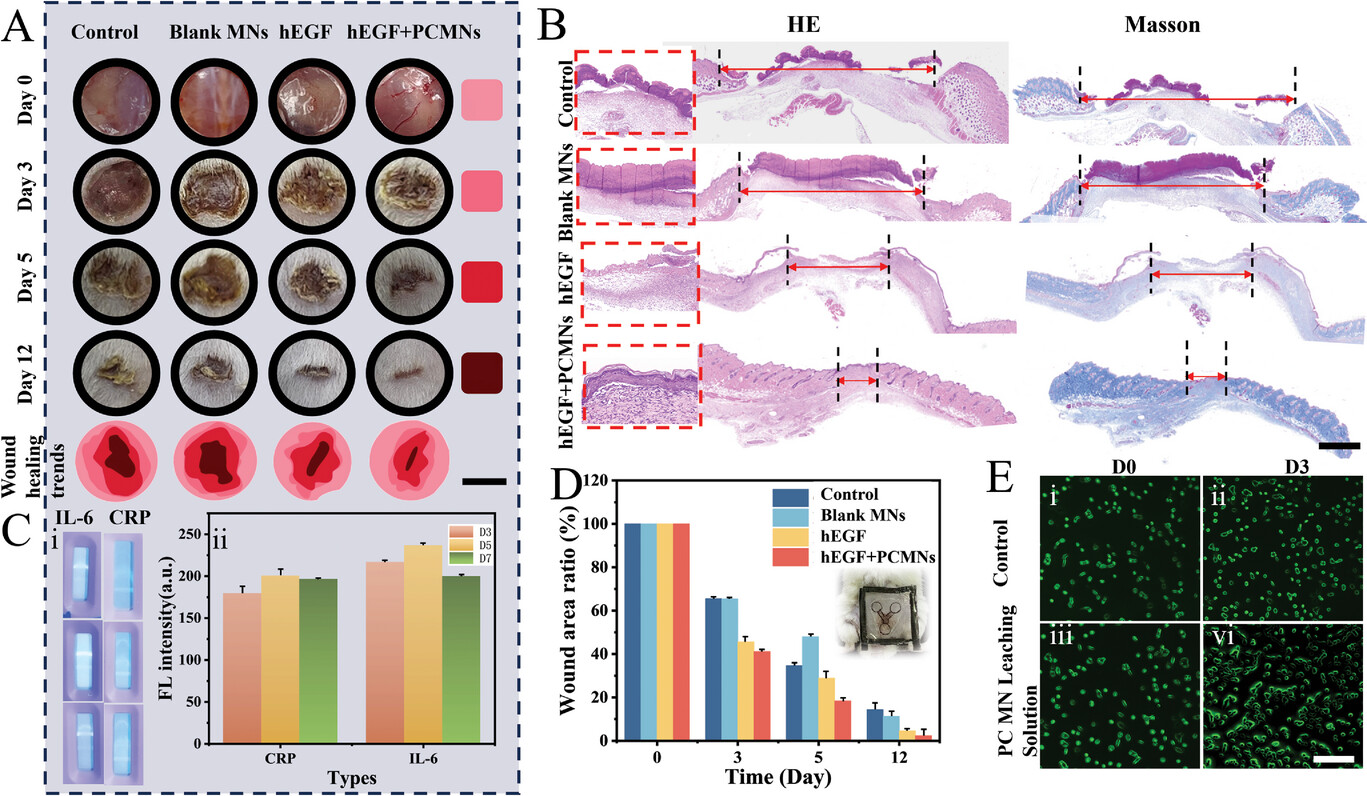 A
Control Blank MNs hEGF hEGF+PCMNs
Day 0
Day 3
Day 5
Day 12
Wound
healing
trends
B
HE Masson
Control
Blank MNs
hEGF
hEGF+PCMNs
C
IL-6 CRP
i
ii
FL intensity(a.u.)
250
200
150
100
50
0
D3
D5
D7
CRP IL-6
Types
D
Wound area ratio (%)
120
100
80
60
40
20
0
Control
Blank MNs
hEGF
hEGF+PCMNs
0 3 5 12
Time (Day)
E
D0 D3
Control
PC MN Leaching
Solution
i
ii
iii
vi